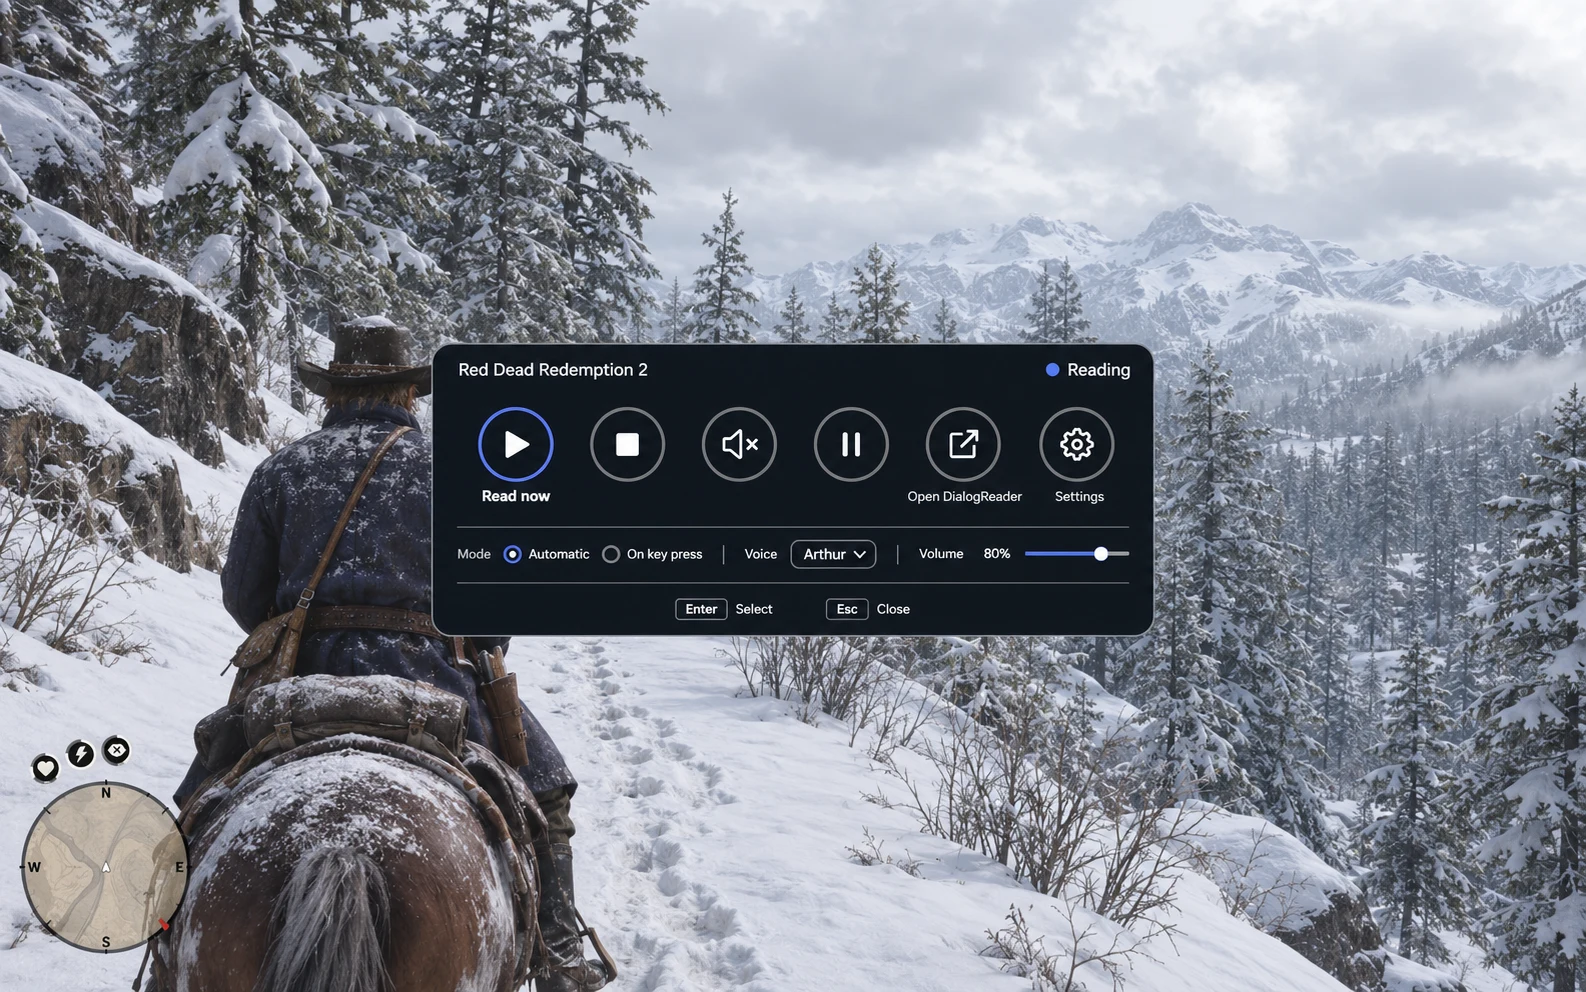 Red Dead Redemption 2
Reading
Read now
Open DialogReader
Settings
Mode Automatic On key press Voice Arthur Volume 80%
Enter Select Esc Close
N
W E
S